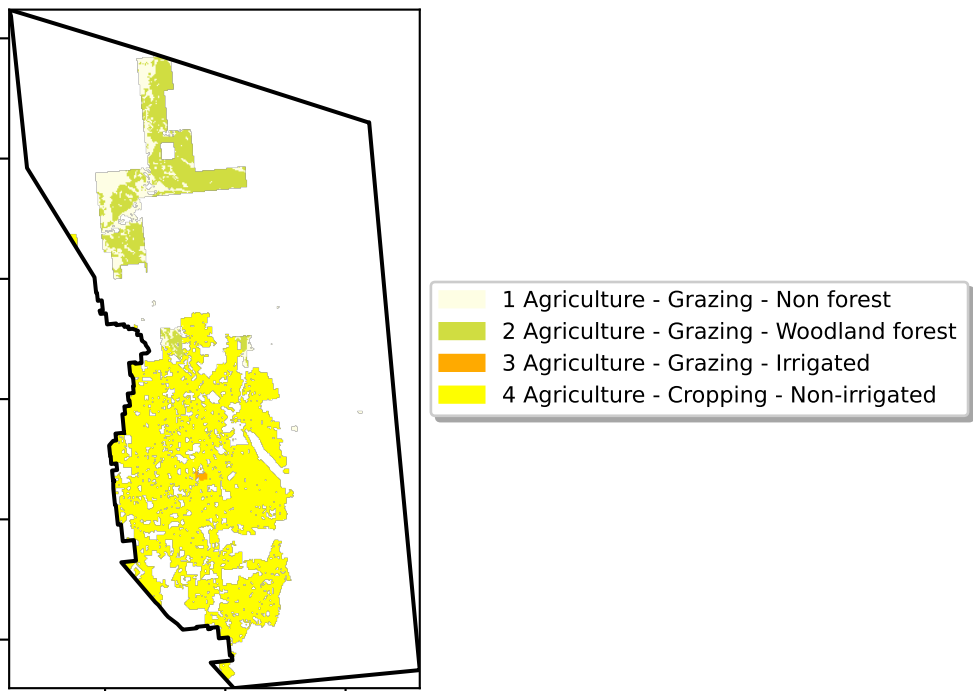 1 Agriculture - Grazing - Non forest
2 Agriculture - Grazing - Woodland forest
3 Agriculture - Grazing - Irrigated
4 Agriculture - Cropping - Non-irrigated